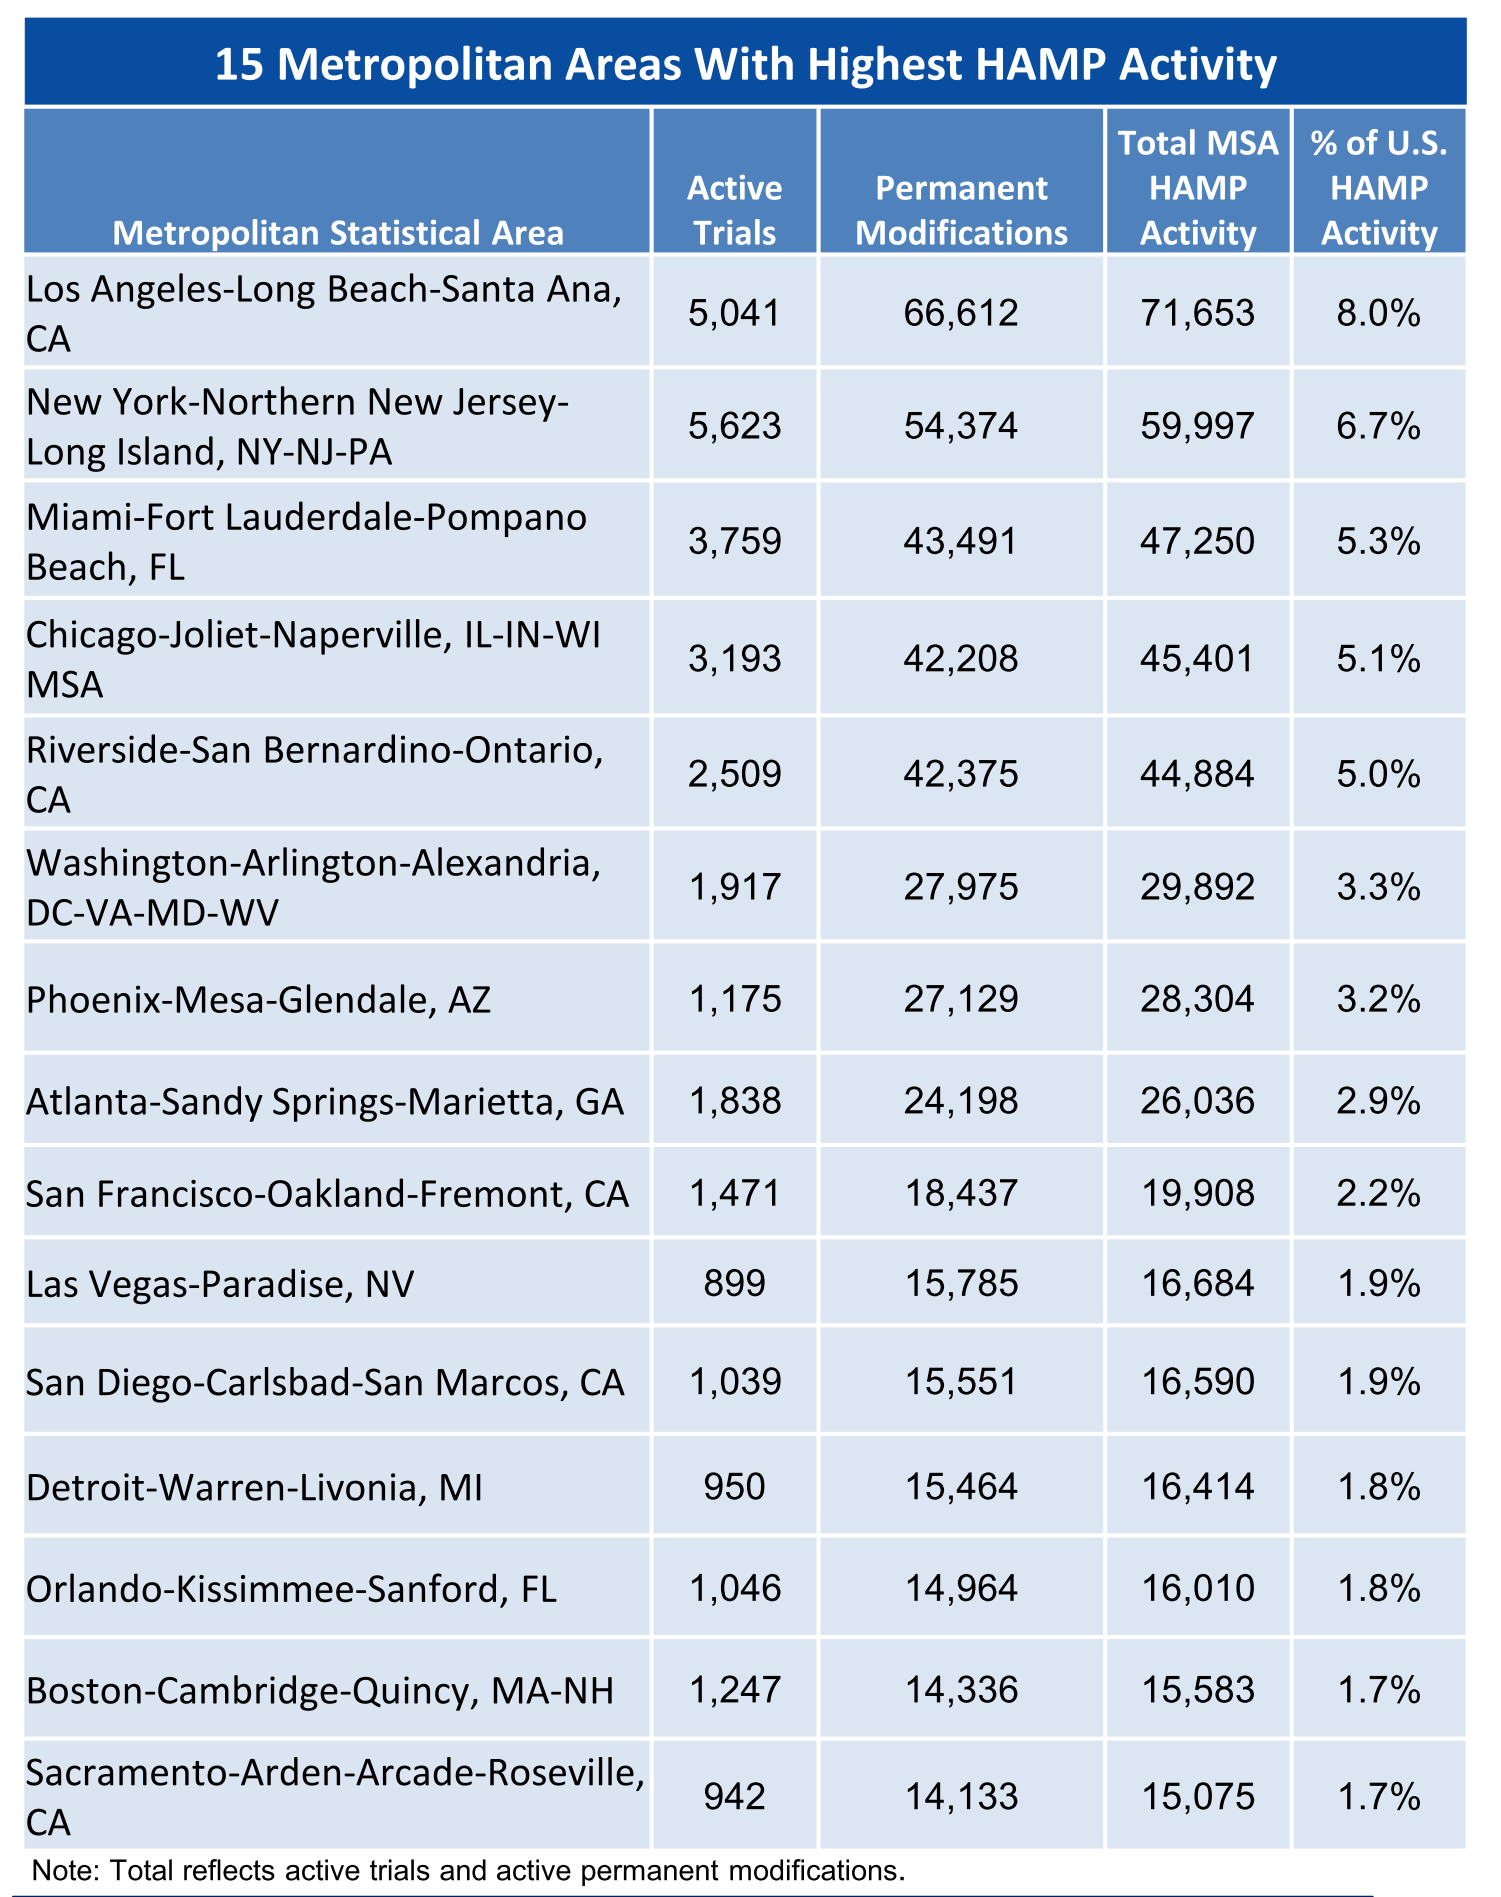 15 Metropolitan Areas With Highest HAMP Activity
Metropolitan Statistical Area Active Trials Permanent Modifications Total MSA HAMP Activity % of U.S. HAMP Activity
Los Angeles-Long Beach-Santa Ana, CA 5,041 66,612 71,653 8.0%
New York-Northern New Jersey-Long Island, NY-NJ-PA 5,623 54,374 59,997 6.7%
Miami-Fort Lauderdale-Pompano Beach, FL 3,759 43,491 47,250 5.3%
Chicago-Joliet-Naperville, IL-IN-WI MSA 3,193 42,208 45,401 5.1%
Riverside-San Bernardino-Ontario, CA 2,509 42,375 44,884 5.0%
Washington-Arlington-Alexandria, DC-VA-MD-WV 1,917 27,975 29,892 3.3%
Phoenix-Mesa-Glendale, AZ 1,175 27,129 28,304 3.2%
Atlanta-Sandy Springs-Marietta, GA 1,838 24,198 26,036 2.9%
San Francisco-Oakland-Fremont, CA 1,471 18,437 19,908 2.2%
Las Vegas-Paradise, NV 899 15,785 16,684 1.9%
San Diego-Carlsbad-San Marcos, CA 1,039 15,551 16,590 1.9%
Detroit-Warren-Livonia, MI 950 15,464 16,414 1.8%
Orlando-Kissimmee-Sanford, FL 1,046 14,964 16,010 1.8%
Boston-Cambridge-Quincy, MA-NH 1,247 14,336 15,583 1.7%
Sacramento-Arden-Arcade-Roseville, CA 942 14,133 15,075 1.7%
Note: Total reflects active trials and active permanent modifications.